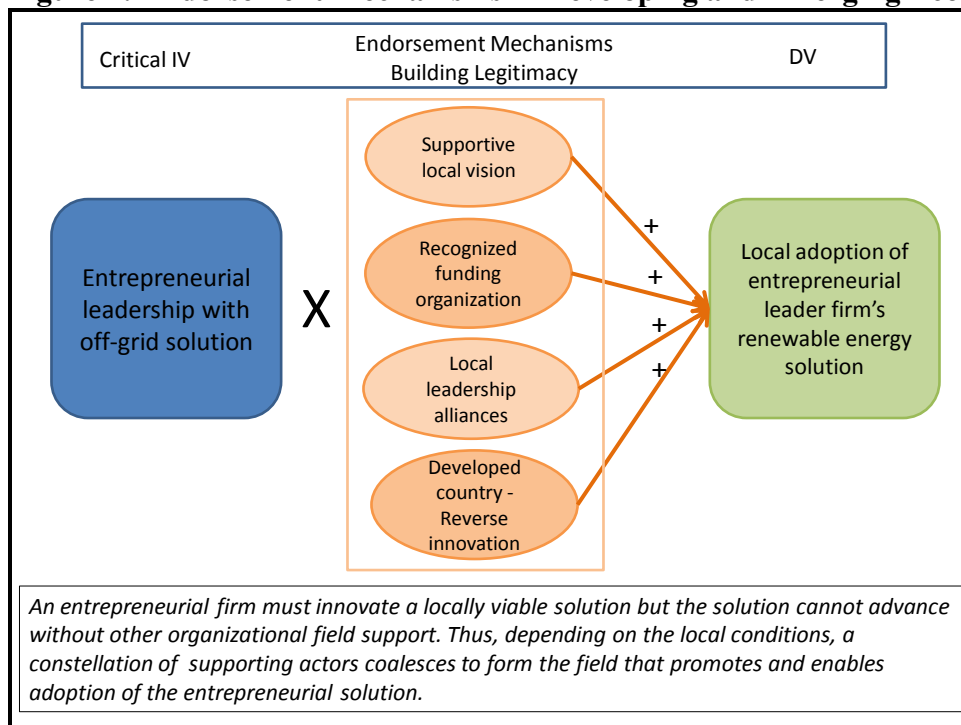 Critical IV
Endorsement Mechanisms
Building Legitimacy
DV
Supportive
local vision
Recognized
funding
organization
Local
leadership
alliances
Developed
country -
Reverse
innovation
Entrepreneurial
leadership with
off-grid solution
X
+
+
+
+
Local adoption of
entrepreneurial
leader firm's
renewable energy
solution
An entrepreneurial firm must innovate a locally viable solution but the solution cannot advance
without other organizational field support. Thus, depending on the local conditions, a
constellation of supporting actors coalesces to form the field that promotes and enables
adoption of the entrepreneurial solution.